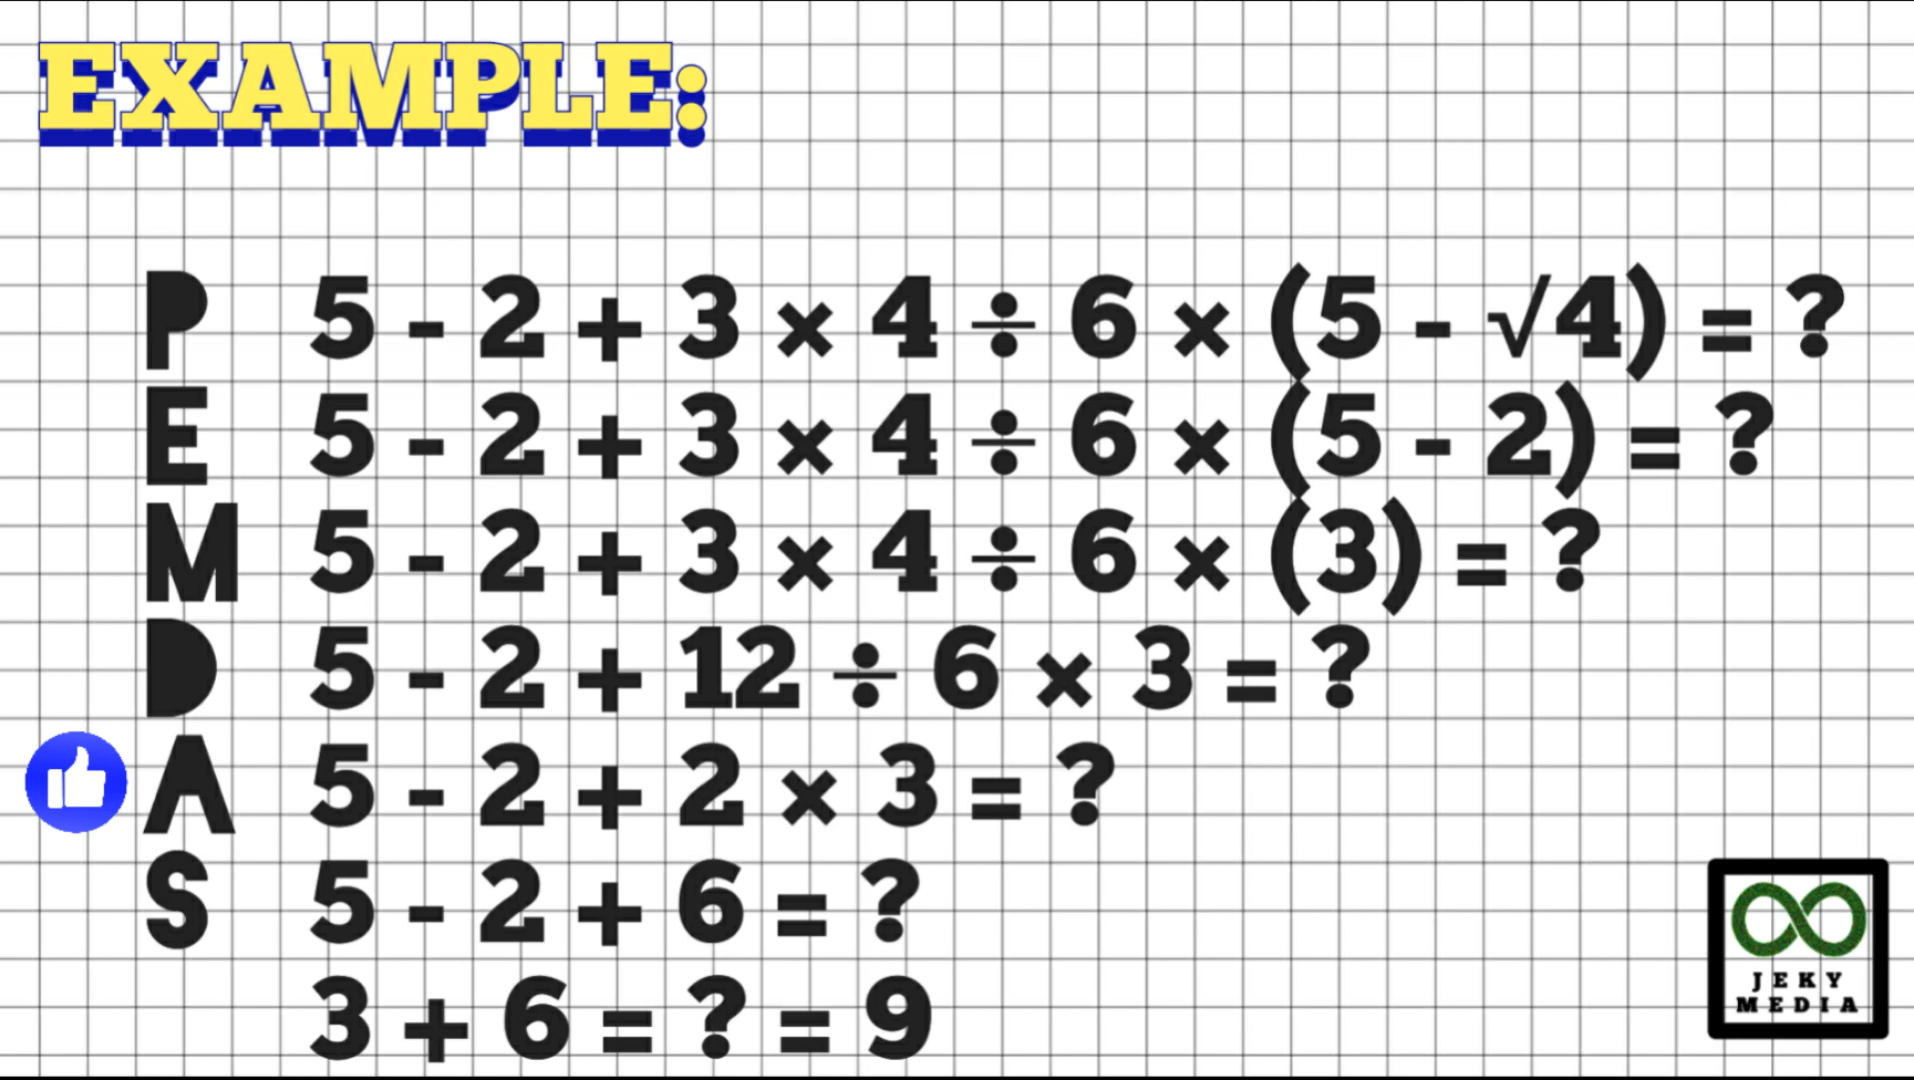 EXAMPLE:
P 5 - 2 + 3 × 4 ÷ 6 × (5 - √4) = ?
E 5 - 2 + 3 × 4 ÷ 6 × (5 - 2) = ?
M 5 - 2 + 3 × 4 ÷ 6 × (3) = ?
D 5 - 2 + 12 ÷ 6 × 3 = ?
A 5 - 2 + 2 × 3 = ?
S 5 - 2 + 6 = ?
3 + 6 = ? = 9
JEKY
MEDIA